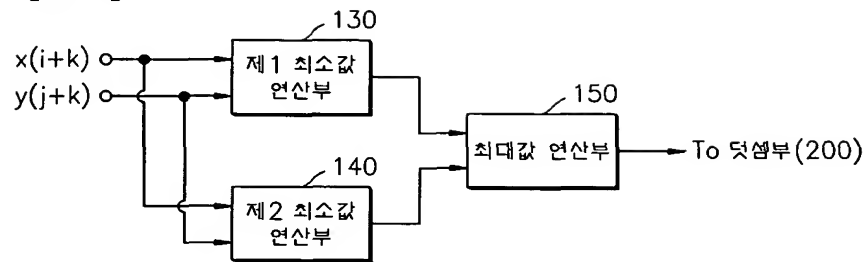 130
x(i+k)
제1 최소값
연산부
y(j+k)
150
최대값 연산부
To 덧셈부(200)
140
제2 최소값
연산부